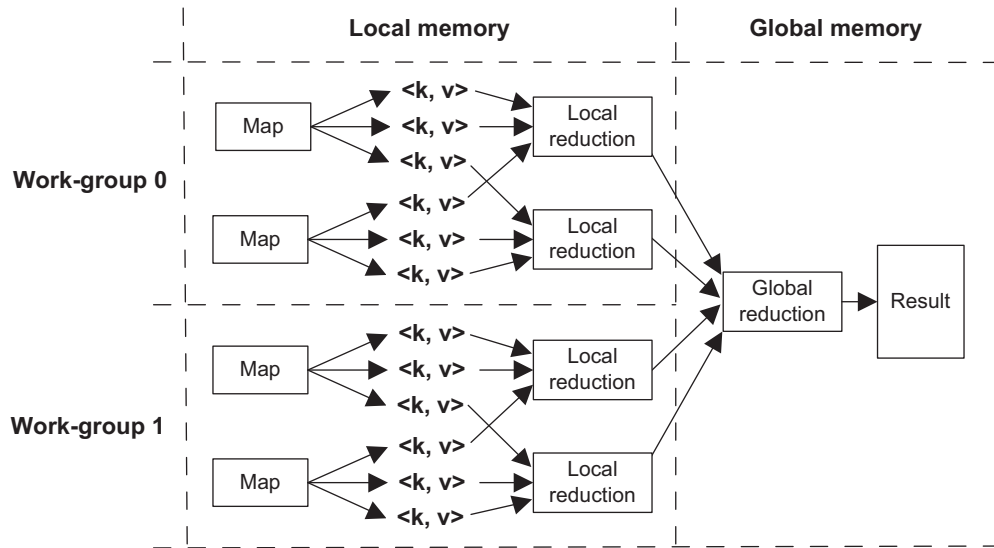 Local memory
Global memory
Work-group 0
Map
<k, v>
<k, v>
<k, v>
Local
reduction
Map
<k, v>
<k, v>
<k, v>
Local
reduction
Global
reduction
Result
Work-group 1
Map
<k, v>
<k, v>
<k, v>
Local
reduction
Map
<k, v>
<k, v>
<k, v>
Local
reduction